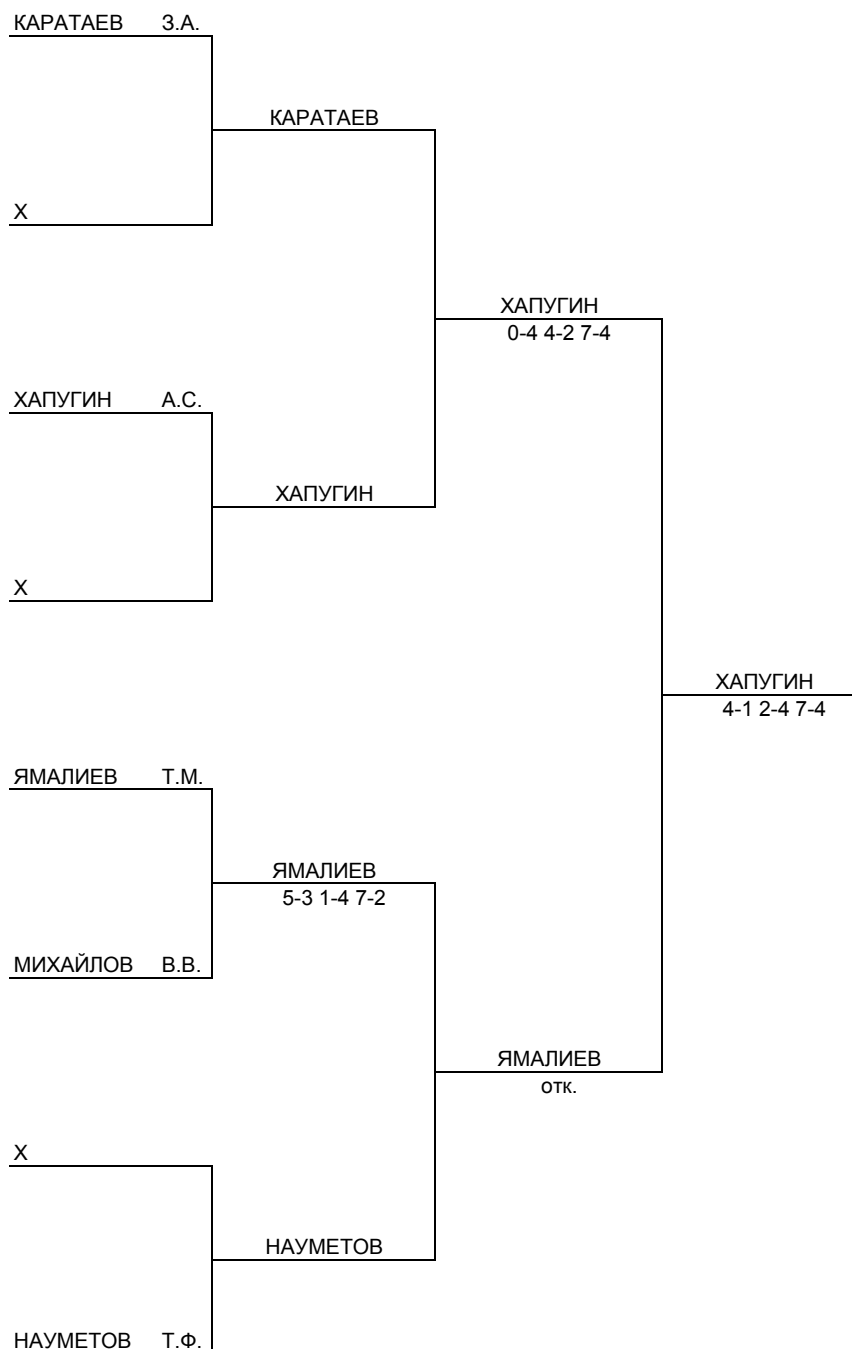 КАРАТАЕВ З.А.
КАРАТАЕВ
Х
ХАПУГИН
0-4 4-2 7-4
ХАПУГИН А.С.
ХАПУГИН
Х
ХАПУГИН
4-1 2-4 7-4
ЯМАЛИЕВ Т.М.
ЯМАЛИЕВ
5-3 1-4 7-2
МИХАЙЛОВ В.В.
ЯМАЛИЕВ
отк.
Х
НАУМЕТОВ
НАУМЕТОВ Т.Ф.